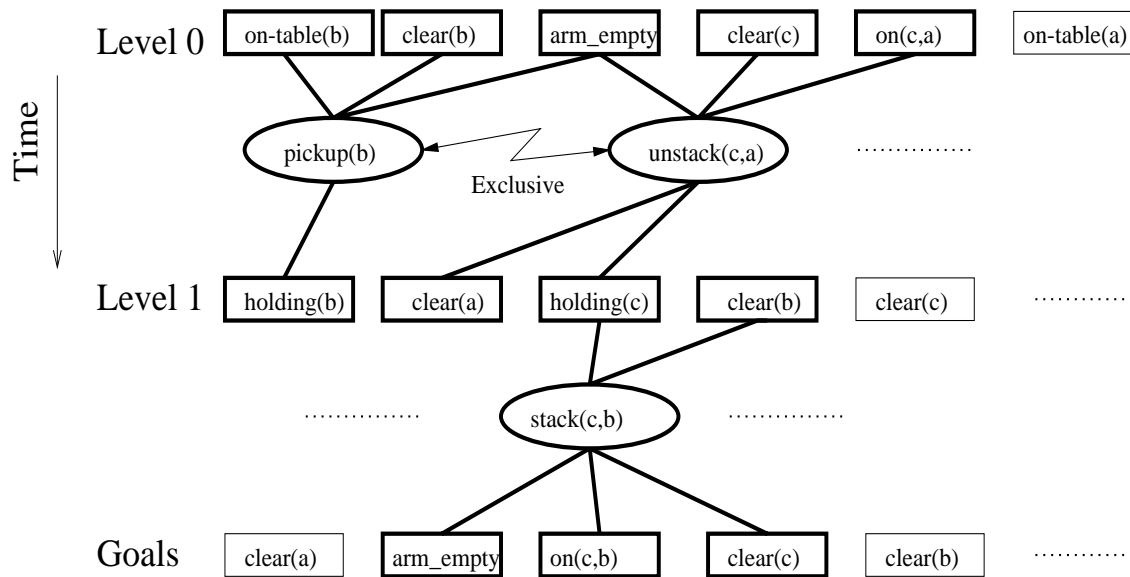 Level 0 on-table(b) clear(b) arm_empty clear(c) on(c,a) on-table(a)
Time
pickup(b) unstack(c,a) ................
Exclusive
Level 1 holding(b) clear(a) holding(c) clear(b) clear(c) ................
................ stack(c,b) ................
Goals clear(a) arm_empty on(c,b) clear(c) clear(b) ................